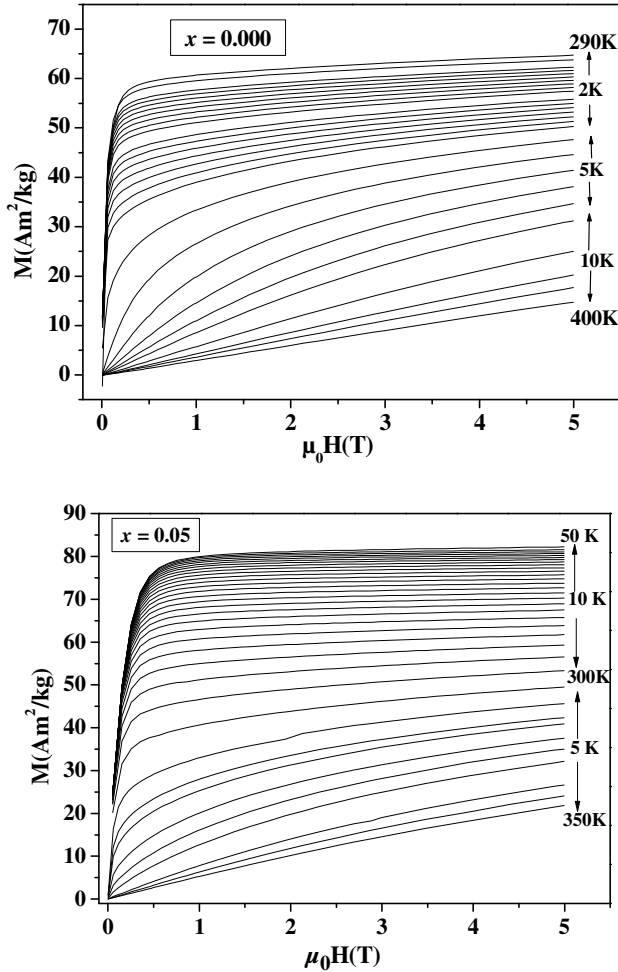 70
60
50
40
30
20
10
0
M(Am²/kg)
x = 0.000
290K
2K
5K
10K
400K
0 1 2 3 4 5
μ₀H(T)
90
80
70
60
50
40
30
20
10
0
M(Am²/kg)
x = 0.05
50 K
10 K
300K
5 K
350K
0 1 2 3 4 5
μ₀H(T)